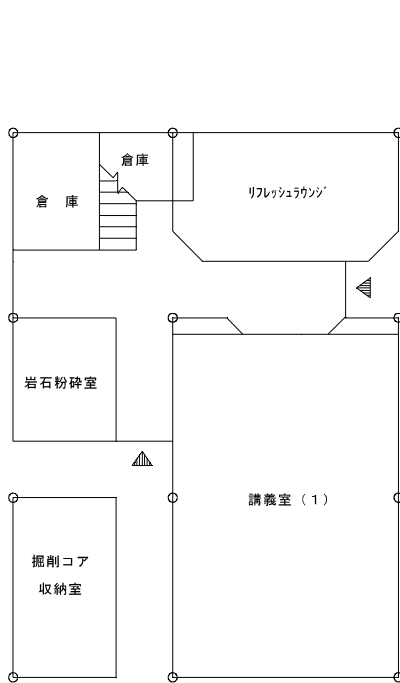 倉庫
倉　庫
ﾘﾌﾚｯｼｭﾗｳﾝｼﾞ
岩石粉砕室
講義室（１）
掘削コア
収納室